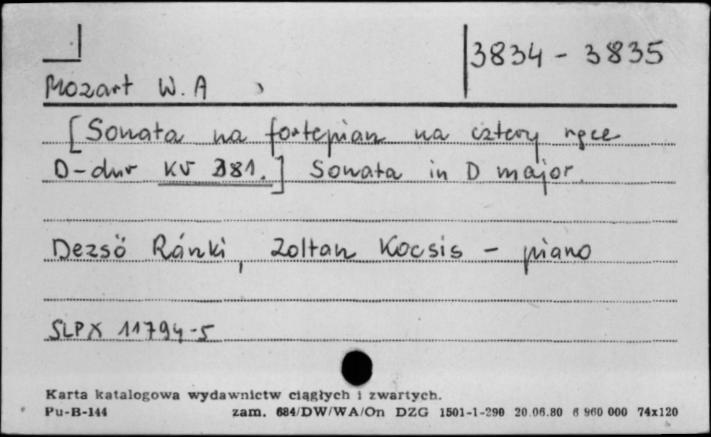 3834 - 3835
Mozart W. A
[Sonata na fortepian na cztery ręce
D-dur KV 381.] Sonata in D major.
Dezsö Ránki, Zoltan Kocsis - piano
SLPX 11794-5
Karta katalogowa wydawnictw ciągłych i zwartych.
Pu-B-144 zam. 684/DW/WA/On DZG 1501-1-290 20.06.80 6 960 000 74x120